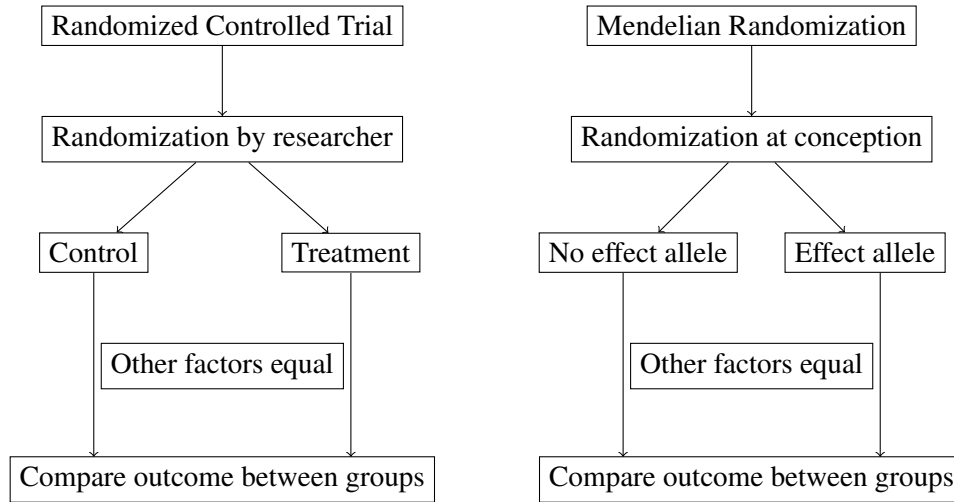 Randomized Controlled Trial
Randomization by researcher
Control
Treatment
Other factors equal
Compare outcome between groups
Mendelian Randomization
Randomization at conception
No effect allele
Effect allele
Other factors equal
Compare outcome between groups